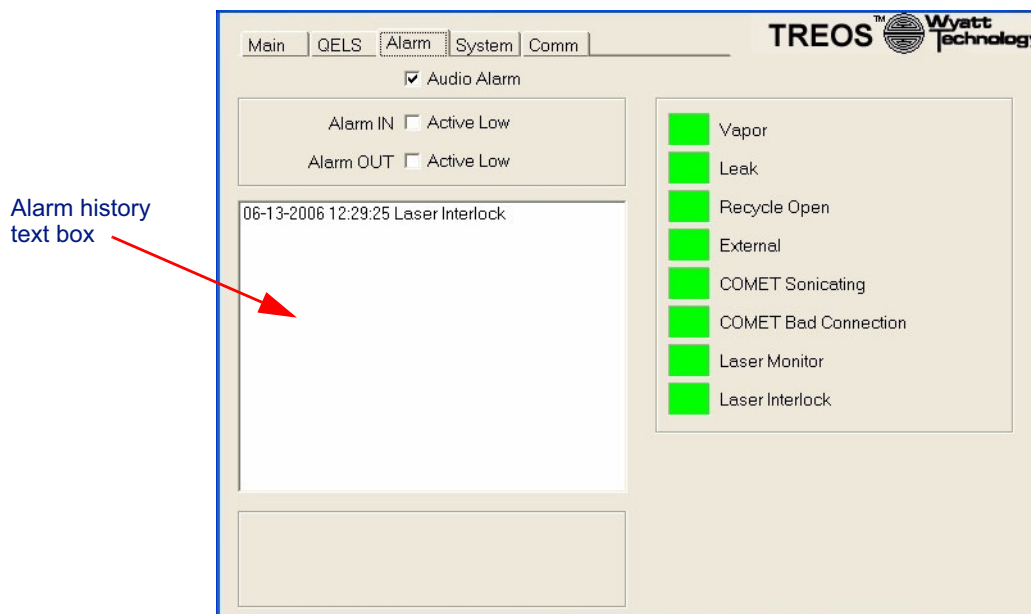 TREOS™ Wyatt Technology
Main QELS Alarm System Comm
Audio Alarm
Alarm IN Active Low
Alarm OUT Active Low
06-13-2006 12:29:25 Laser Interlock
Alarm history
text box
Vapor
Leak
Recycle Open
External
COMET Sonicating
COMET Bad Connection
Laser Monitor
Laser Interlock